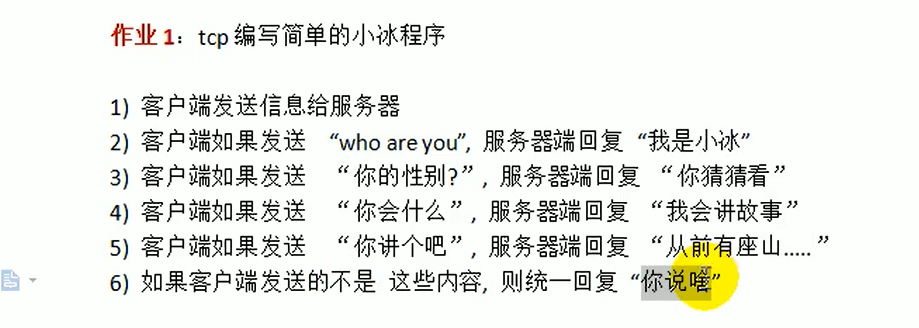 作业 1：tcp 编写简单的小冰程序
1) 客户端发送信息给服务器
2) 客户端如果发送 “who are you”, 服务器端回复 “我是小冰”
3) 客户端如果发送 “你的性别?”, 服务器端回复 “你猜猜看”
4) 客户端如果发送 “你会什么”, 服务器端回复 “我会讲故事”
5) 客户端如果发送 “你讲个吧”, 服务器端回复 “从前有座山.....”
6) 如果客户端发送的不是 这些内容, 则统一回复 “你说啥”